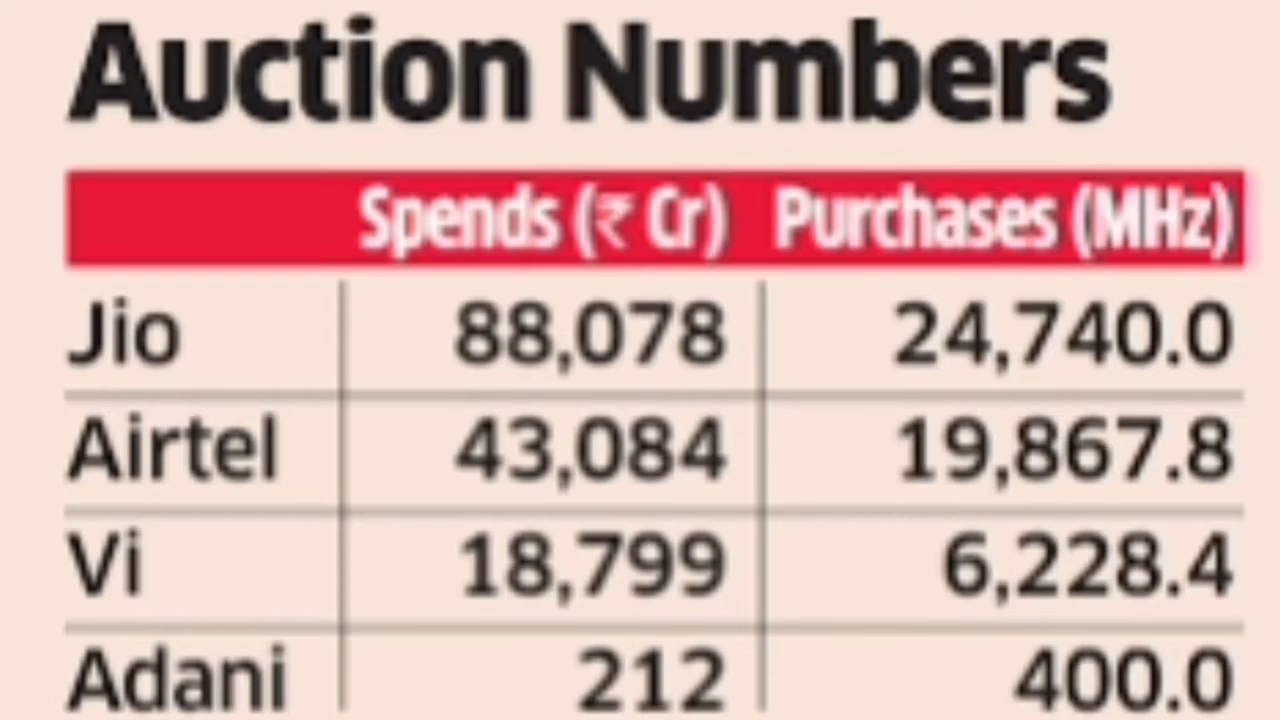 Auction Numbers
Spends (₹ Cr) Purchases (MHz)
Jio 88,078 24,740.0
Airtel 43,084 19,867.8
Vi 18,799 6,228.4
Adani 212 400.0